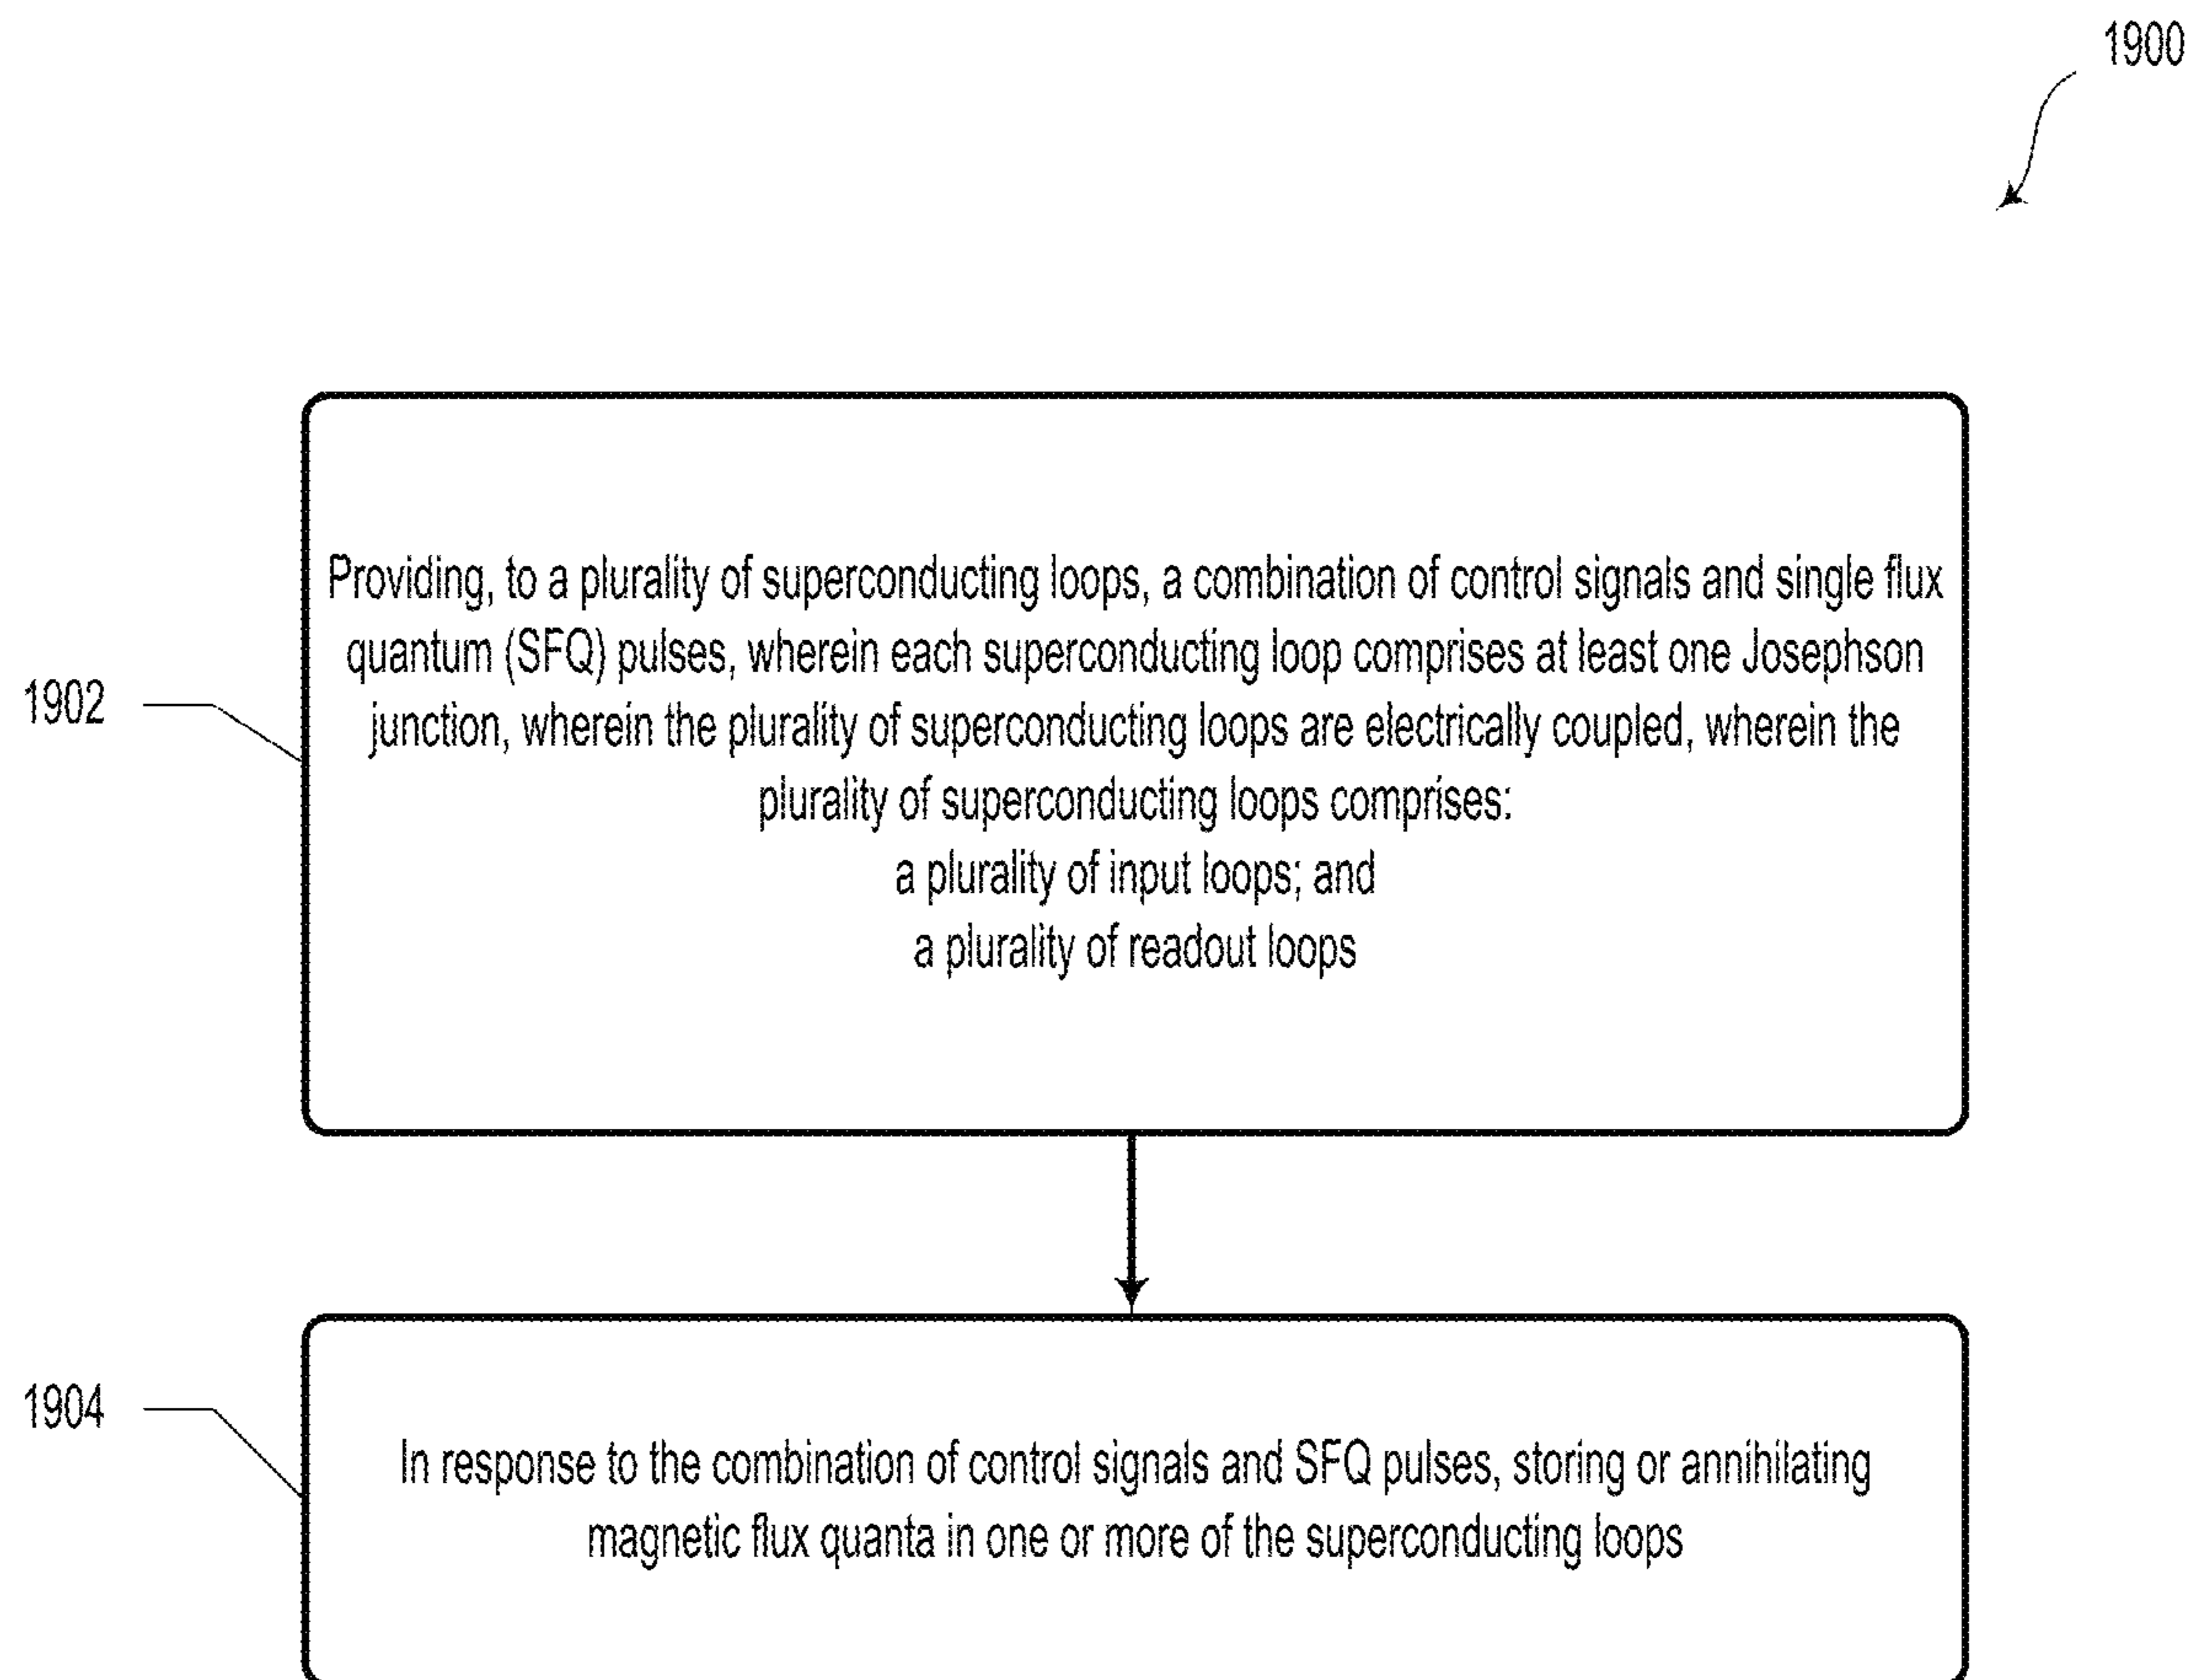 1900
Providing, to a plurality of superconducting loops, a combination of control signals and single flux
quantum (SFQ) pulses, wherein each superconducting loop comprises at least one Josephson
junction, wherein the plurality of superconducting loops are electrically coupled, wherein the
plurality of superconducting loops comprises:
a plurality of input loops; and
a plurality of readout loops
1902
1904
In response to the combination of control signals and SFQ pulses, storing or annihilating
magnetic flux quanta in one or more of the superconducting loops